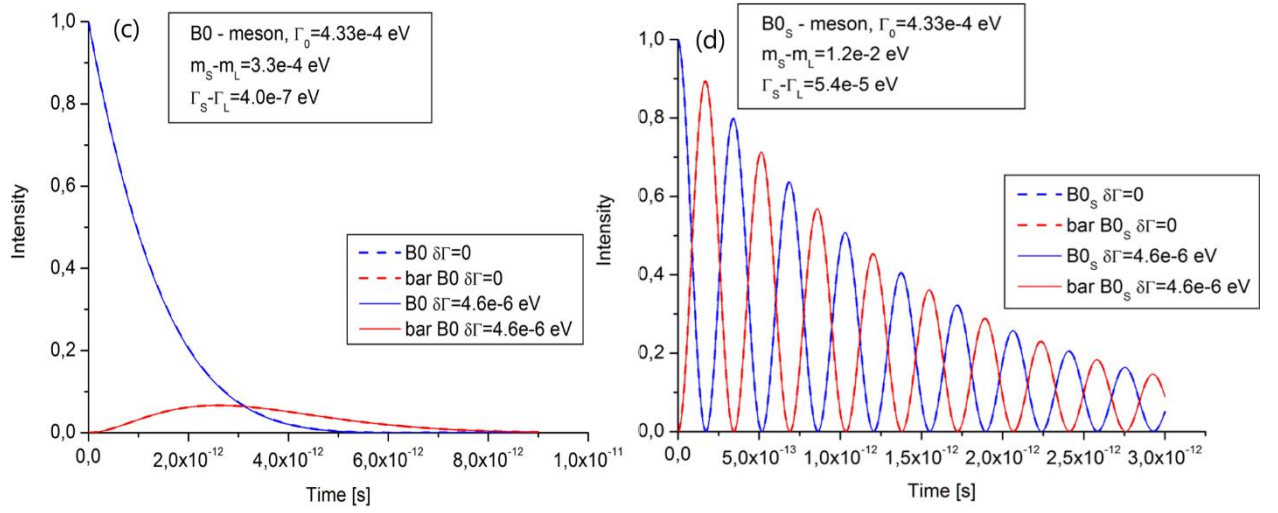 (c)
B0 - meson, Γ0=4.33e-4 eV
mS-mL=3.3e-4 eV
ΓS-ΓL=4.0e-7 eV
1,0
0,8
0,6
0,4
0,2
0,0
Intensity
B0 δΓ=0
bar B0 δΓ=0
B0 δΓ=4.6e-6 eV
bar B0 δΓ=4.6e-6 eV
0,0
2,0x10-12
4,0x10-12
6,0x10-12
8,0x10-12
1,0x10-11
Time [s]
(d)
B0S - meson, Γ0=4.33e-4 eV
mS-mL=1.2e-2 eV
ΓS-ΓL=5.4e-5 eV
1,0
0,8
0,6
0,4
0,2
0,0
Intensity
B0S δΓ=0
bar B0S δΓ=0
B0S δΓ=4.6e-6 eV
bar B0S δΓ=4.6e-6 eV
0,0
5,0x10-13
1,0x10-12
1,5x10-12
2,0x10-12
2,5x10-12
3,0x10-12
Time [s]